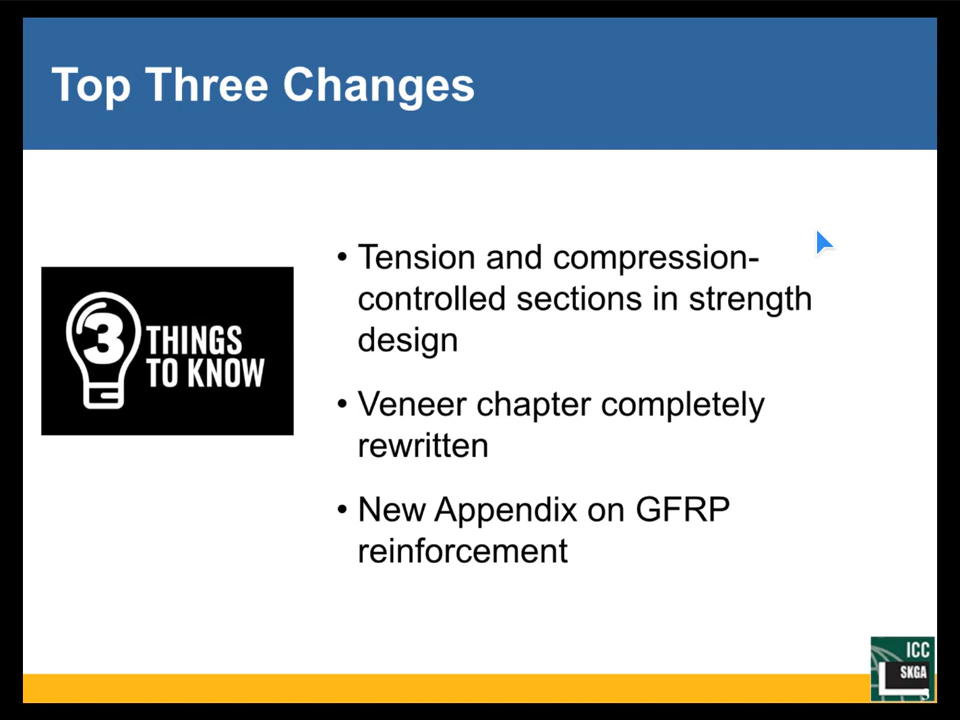 Top Three Changes
3 THINGS
TO KNOW
• Tension and compression-
controlled sections in strength
design
• Veneer chapter completely
rewritten
• New Appendix on GFRP
reinforcement
ICC
SKGA